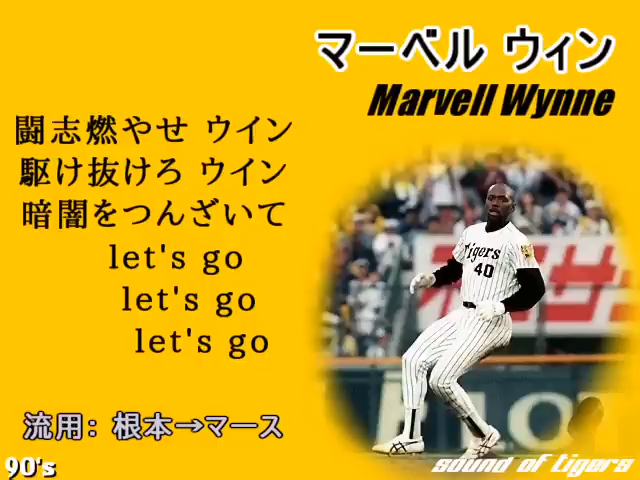 マーベル ウィン
Marvell Wynne
闘志燃やせ ウイン
駆け抜けろ ウイン
暗闇をつんざいて
let's go
let's go
let's go
流用: 根本→マース
90's
sound of tigers
Tigers
40